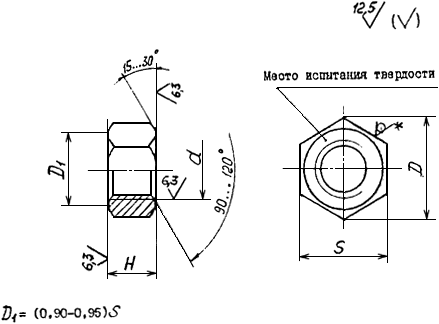 12,5 (√)
15...30°
6,3
Место испытания твердости
D1
d
6,3
90...120°
р *
D
6,3
H
S
D1 = (0,90-0,95)S